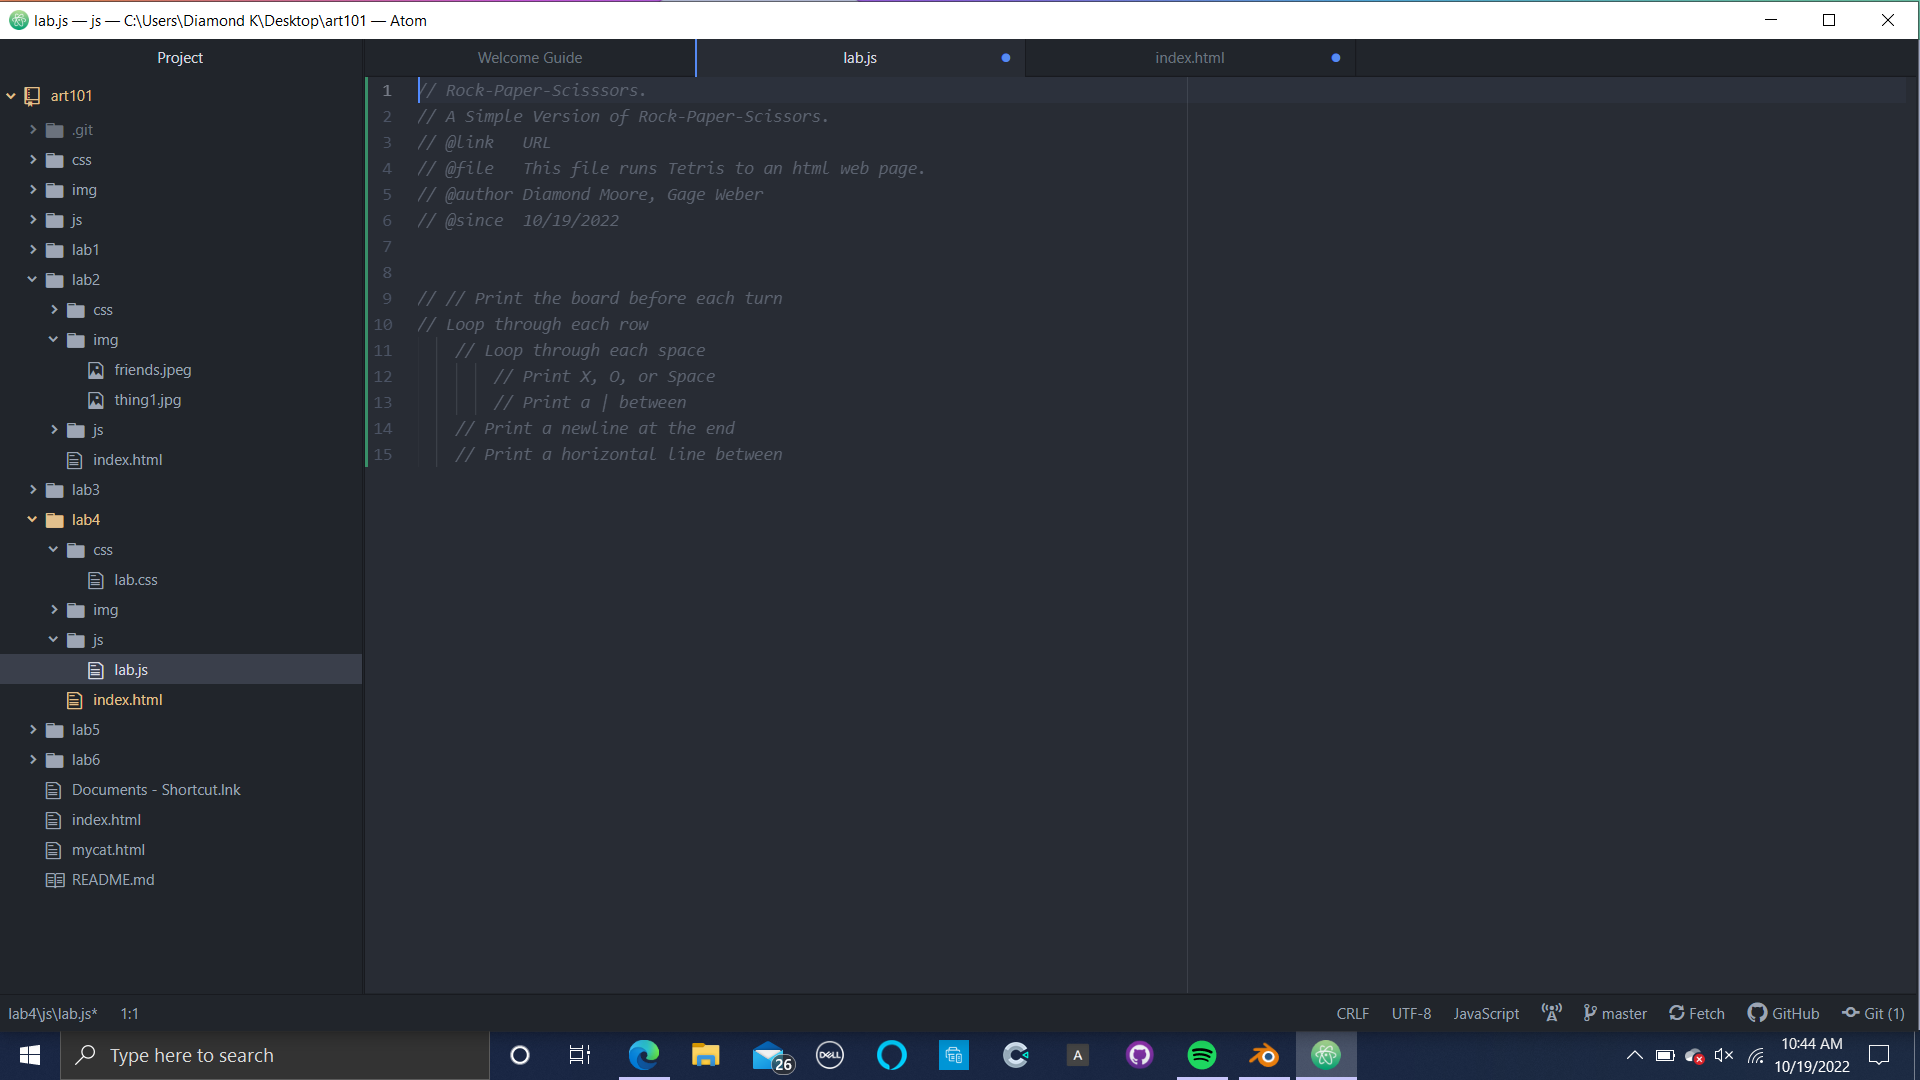 lab.js — js — C:\Users\Diamond K\Desktop\art101 — Atom
Project
Welcome Guide
lab.js
index.html
art101
.git
css
img
js
lab1
lab2
css
img
friends.jpeg
thing1.jpg
js
index.html
lab3
lab4
css
lab.css
img
js
lab.js
index.html
lab5
lab6
Documents - Shortcut.lnk
index.html
mycat.html
README.md
1 // Rock-Paper-Scisssors.
2 // A Simple Version of Rock-Paper-Scissors.
3 // @link URL
4 // @file This file runs Tetris to an html web page.
5 // @author Diamond Moore, Gage Weber
6 // @since 10/19/2022
7
8
9 // // Print the board before each turn
10 // Loop through each row
11 // Loop through each space
12 // Print X, O, or Space
13 // Print a | between
14 // Print a newline at the end
15 // Print a horizontal line between
lab4\js\lab.js* 1:1
CRLF UTF-8 JavaScript master Fetch GitHub Git (1)
Type here to search
26
DELL
A
10:44 AM
10/19/2022